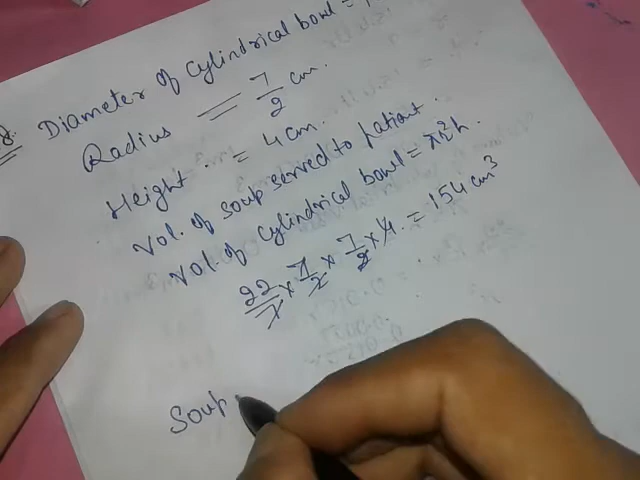 8. Diameter of cylindrical bowl =
Radius = 7/2 cm.
Height = 4 cm.
Vol. of soup served to patient.
Vol. of cylindrical bowl = πr²h.
22/7 × 7/2 × 7/2 × 4 = 154 cm³
Soup